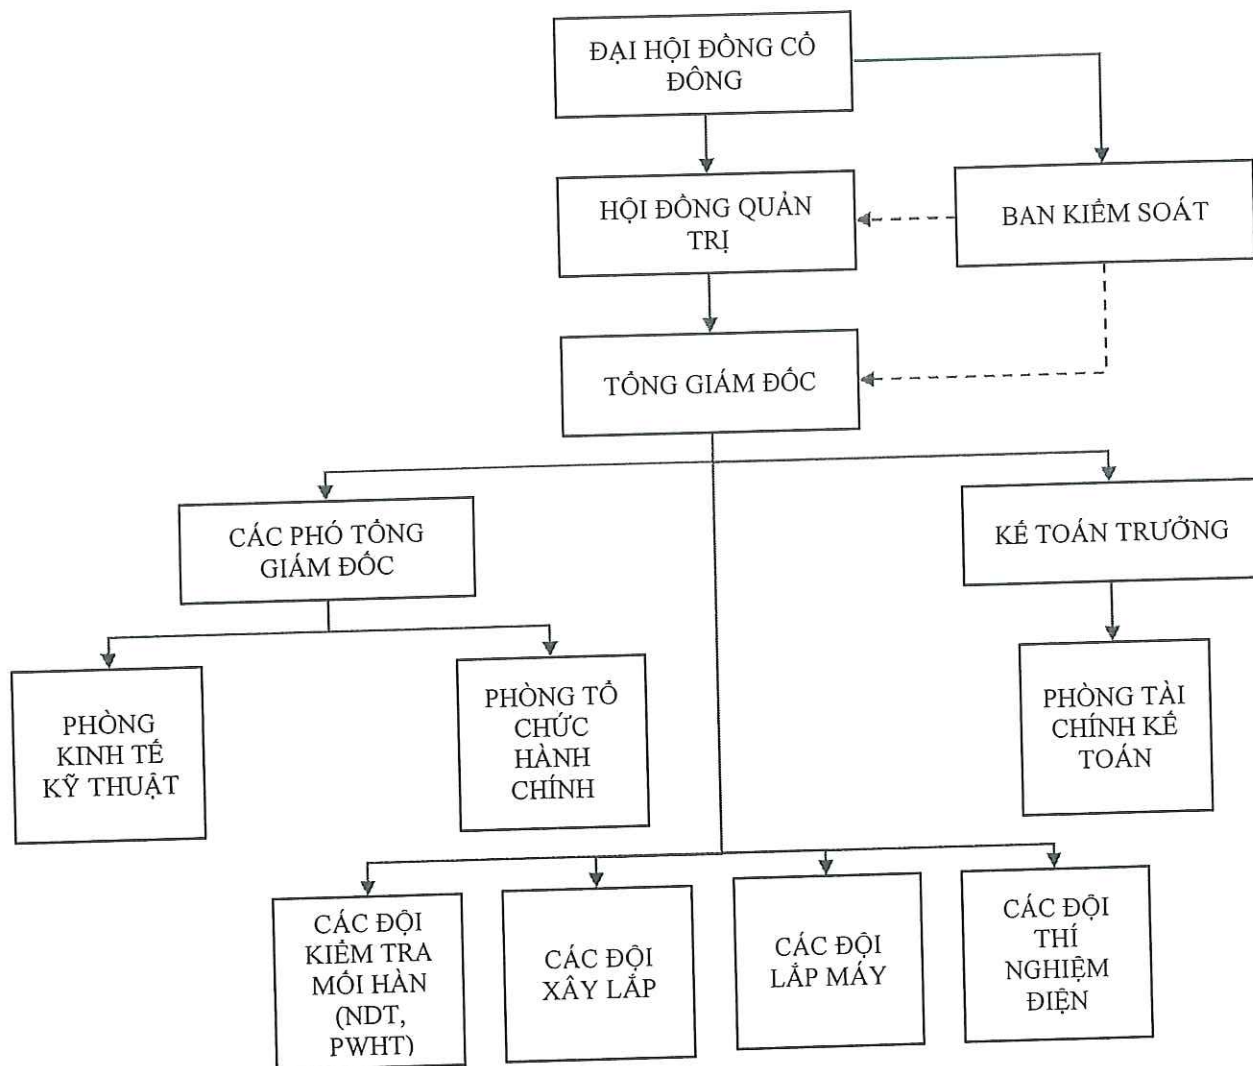 ĐẠI HỘI ĐỒNG CỔ
ĐÔNG
HỘI ĐỒNG QUẢN
TRỊ
BAN KIỂM SOÁT
TỔNG GIÁM ĐỐC
CÁC PHÓ TỔNG
GIÁM ĐỐC
KẾ TOÁN TRƯỞNG
PHÒNG
KINH TẾ
KỸ THUẬT
PHÒNG TỔ
CHỨC
HÀNH
CHÍNH
PHÒNG TÀI
CHÍNH KẾ
TOÁN
CÁC ĐỘI
KIỂM TRA
MỐI HÀN
(NDT,
PWHT)
CÁC ĐỘI
XÂY LẮP
CÁC ĐỘI
LẮP MÁY
CÁC ĐỘI
THÍ
NGHIỆM
ĐIỆN